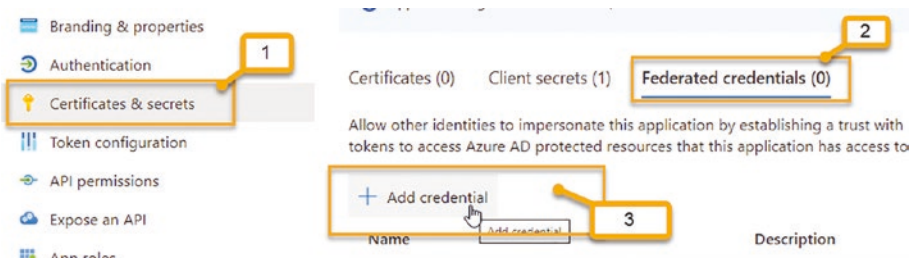 Branding & properties
Authentication
1
Certificates & secrets
Token configuration
API permissions
Expose an API
App roles
2
Certificates (0) Client secrets (1) Federated credentials (0)
Allow other identities to impersonate this application by establishing a trust with
tokens to access Azure AD protected resources that this application has access to
+ Add credential
3
Add credential
Name Description